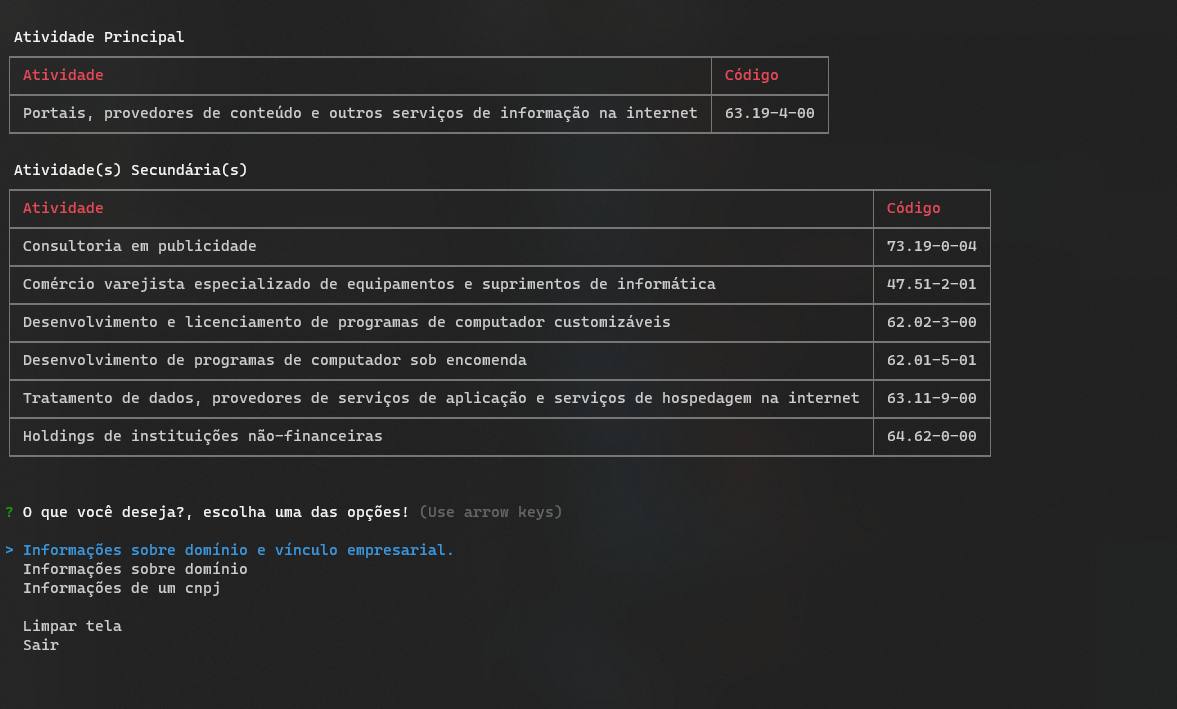 Atividade Principal
Atividade Código
Portais, provedores de conteúdo e outros serviços de informação na internet 63.19-4-00
Atividade(s) Secundária(s)
Atividade Código
Consultoria em publicidade 73.19-0-04
Comércio varejista especializado de equipamentos e suprimentos de informática 47.51-2-01
Desenvolvimento e licenciamento de programas de computador customizáveis 62.02-3-00
Desenvolvimento de programas de computador sob encomenda 62.01-5-01
Tratamento de dados, provedores de serviços de aplicação e serviços de hospedagem na internet 63.11-9-00
Holdings de instituições não-financeiras 64.62-0-00
? O que você deseja?, escolha uma das opções! (Use arrow keys)
> Informações sobre domínio e vínculo empresarial.
Informações sobre domínio
Informações de um cnpj
Limpar tela
Sair